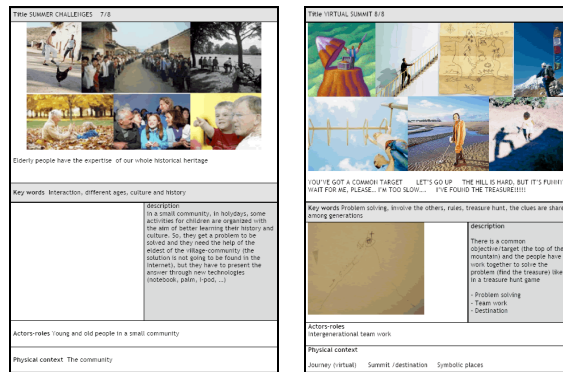 Title SUMMER CHALLENGES 7/8
Elderly people have the expertise of our whole historical heritage
Key words Interaction, different ages, culture and history
description
In a small community, in holydays, some
activities for children are organized with
the aim of better learning their history and
culture. So, they get a problem to be
solved and they need the help of the
eldest of the village-community (the
solution is not going to be found in the
internet), but they have to present the
answer through new technologies
(notebook, palm, i-pod, …)
Actors-roles Young and old people in a small community
Physical context The community
Title VIRTUAL SUMMIT 8/8
YOU'VE GOT A COMMON TARGET LET'S GO UP THE HILL IS HARD, BUT IT'S FUNNY
WAIT FOR ME, PLEASE… I'M TOO SLOW…. I'VE FOUND THE TREASURE!!!!!
Key words Problem solving, involve the others, rules, treasure hunt, the clues are share
among generations
description
There is a common
objective/target (the top of the
mountain) and the people have
work together to solve the
problem (find the treasure) like
in a treasure hunt game
- Problem solving
- Team work
- Destination
Actors-roles
Intergenerational team work
Physical context
Journey (virtual) Summit /destination Symbolic places